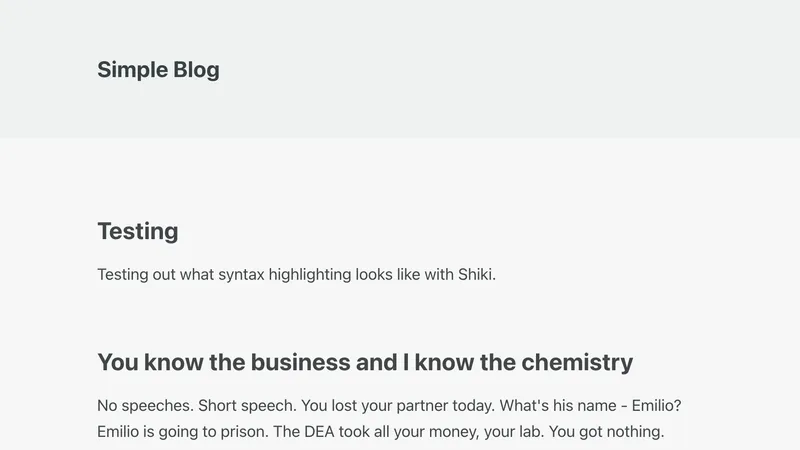 Simple Blog
Testing
Testing out what syntax highlighting looks like with Shiki.
You know the business and I know the chemistry
No speeches. Short speech. You lost your partner today. What's his name - Emilio?
Emilio is going to prison. The DEA took all your money, your lab. You got nothing.